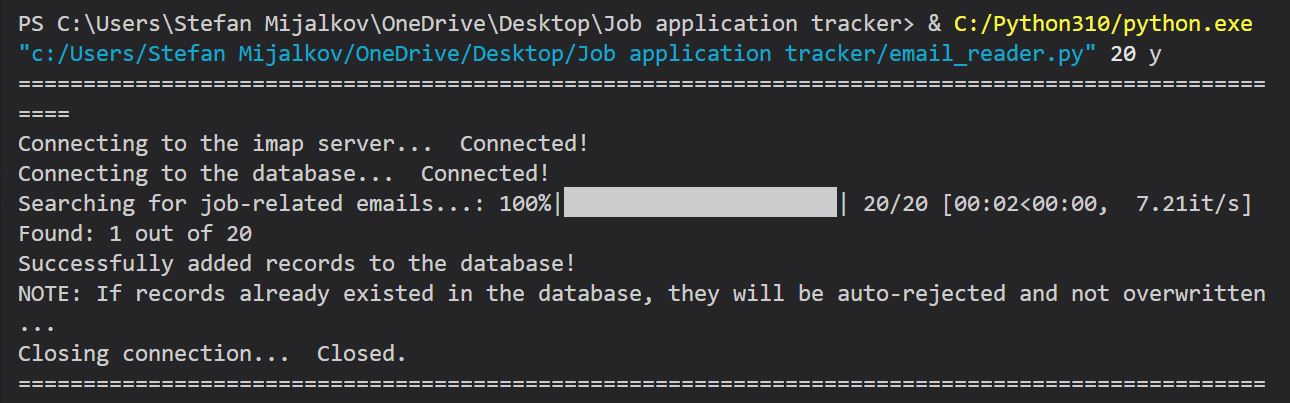 PS C:\Users\Stefan Mijalkov\OneDrive\Desktop\Job application tracker> & C:/Python310/python.exe
"c:/Users/Stefan Mijalkov/OneDrive/Desktop/Job application tracker/email_reader.py" 20 y
================================================================================================
====
Connecting to the imap server...  Connected!
Connecting to the database...  Connected!
Searching for job-related emails...: 100%|█████████████████████| 20/20 [00:02<00:00,  7.21it/s]
Found: 1 out of 20
Successfully added records to the database!
NOTE: If records already existed in the database, they will be auto-rejected and not overwritten
...
Closing connection...  Closed.
================================================================================================